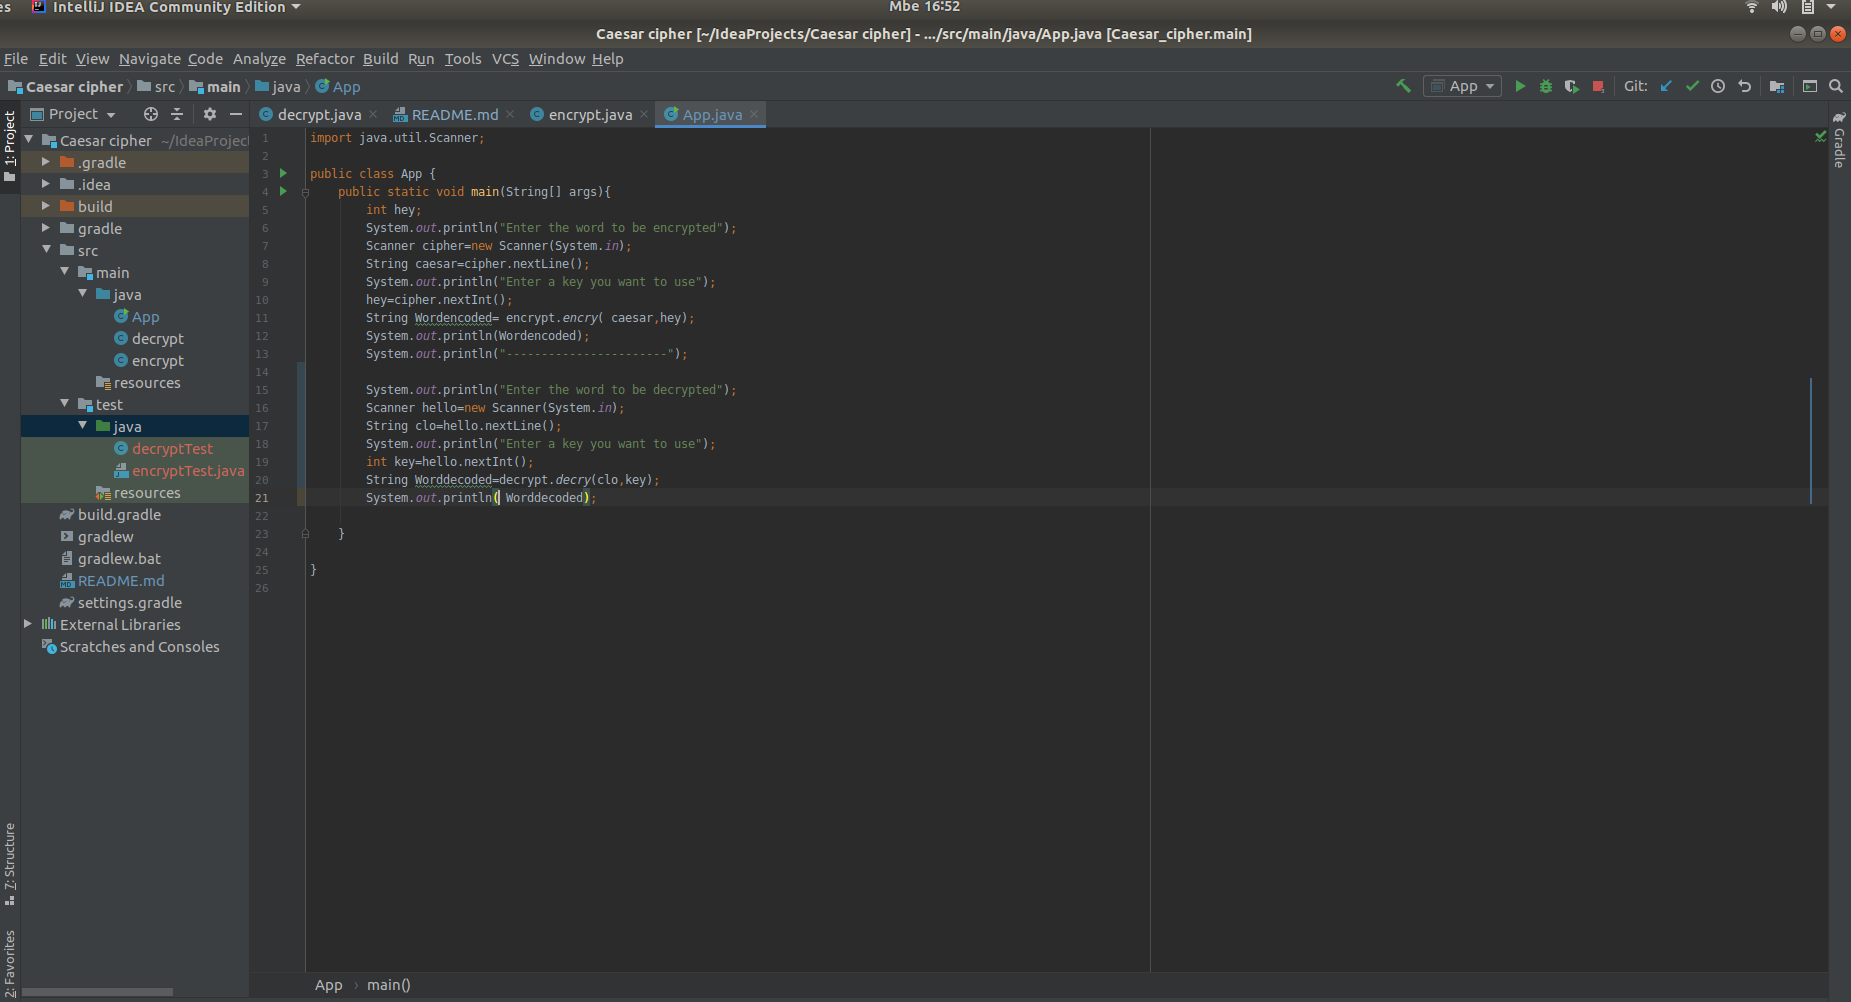 es IntelliJ IDEA Community Edition Mbe 16:52
Caesar cipher [~/IdeaProjects/Caesar cipher] - .../src/main/java/App.java [Caesar_cipher.main]
File Edit View Navigate Code Analyze Refactor Build Run Tools VCS Window Help
Caesar cipher src main java App App Git:
Project
decrypt.java README.md encrypt.java App.java
1: Project
7: Structure
2: Favorites
Caesar cipher ~/IdeaProjec
.gradle
.idea
build
gradle
src
main
java
App
decrypt
encrypt
resources
test
java
decryptTest
encryptTest.java
resources
build.gradle
gradlew
gradlew.bat
README.md
settings.gradle
External Libraries
Scratches and Consoles
1 import java.util.Scanner;
2
3 public class App {
4 public static void main(String[] args){
5 int hey;
6 System.out.println("Enter the word to be encrypted");
7 Scanner cipher=new Scanner(System.in);
8 String caesar=cipher.nextLine();
9 System.out.println("Enter a key you want to use");
10 hey=cipher.nextInt();
11 String Wordencoded= encrypt.encry( caesar,hey);
12 System.out.println(Wordencoded);
13 System.out.println("-----------------------");
14
15 System.out.println("Enter the word to be decrypted");
16 Scanner hello=new Scanner(System.in);
17 String clo=hello.nextLine();
18 System.out.println("Enter a key you want to use");
19 int key=hello.nextInt();
20 String Worddecoded=decrypt.decry(clo,key);
21 System.out.println( Worddecoded);
22
23 }
24
25 }
26
Gradle
App main()